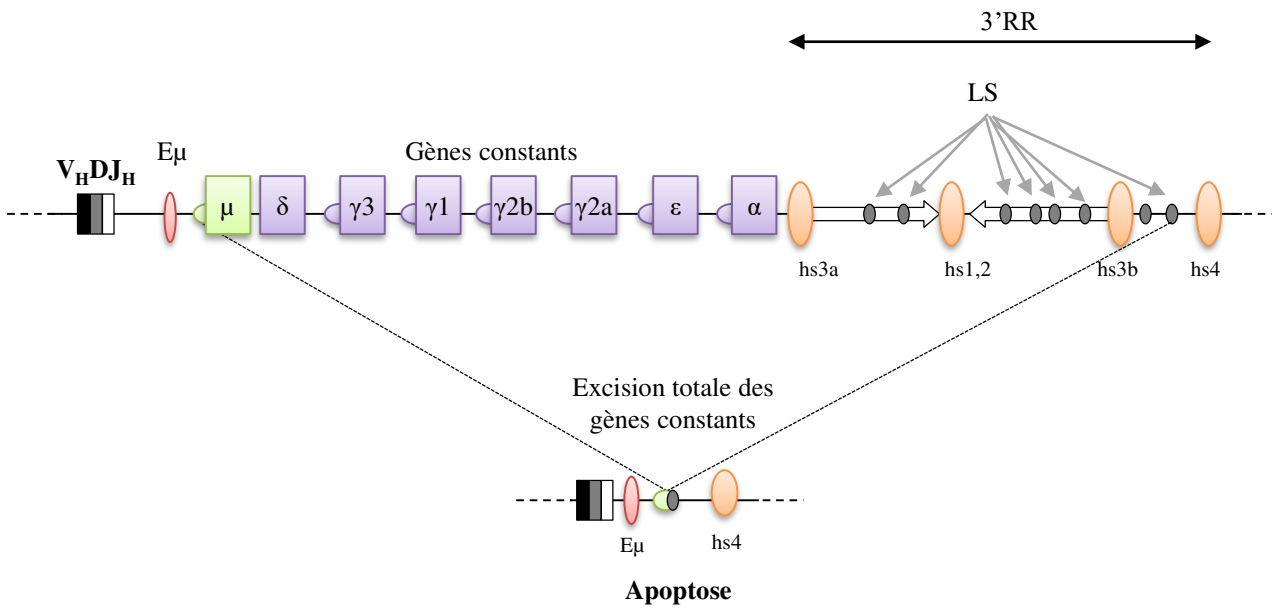 3’RR
LS
Eμ
Gènes constants
VHDJH
μ
δ
γ3
γ1
γ2b
γ2a
ε
α
hs3a
hs1,2
hs3b
hs4
Excision totale des
gènes constants
Eμ
hs4
Apoptose